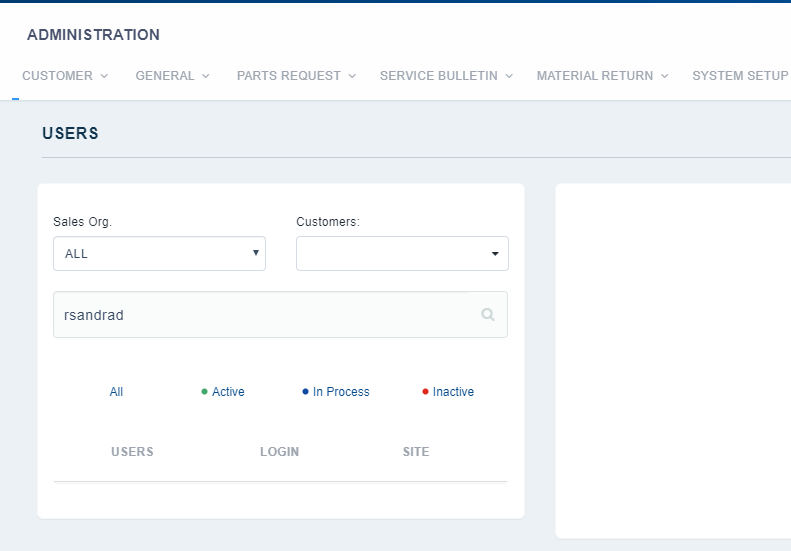 ADMINISTRATION
CUSTOMER GENERAL PARTS REQUEST SERVICE BULLETIN MATERIAL RETURN SYSTEM SETUP
USERS
Sales Org. Customers:
ALL
rsandrad
All Active In Process Inactive
USERS LOGIN SITE